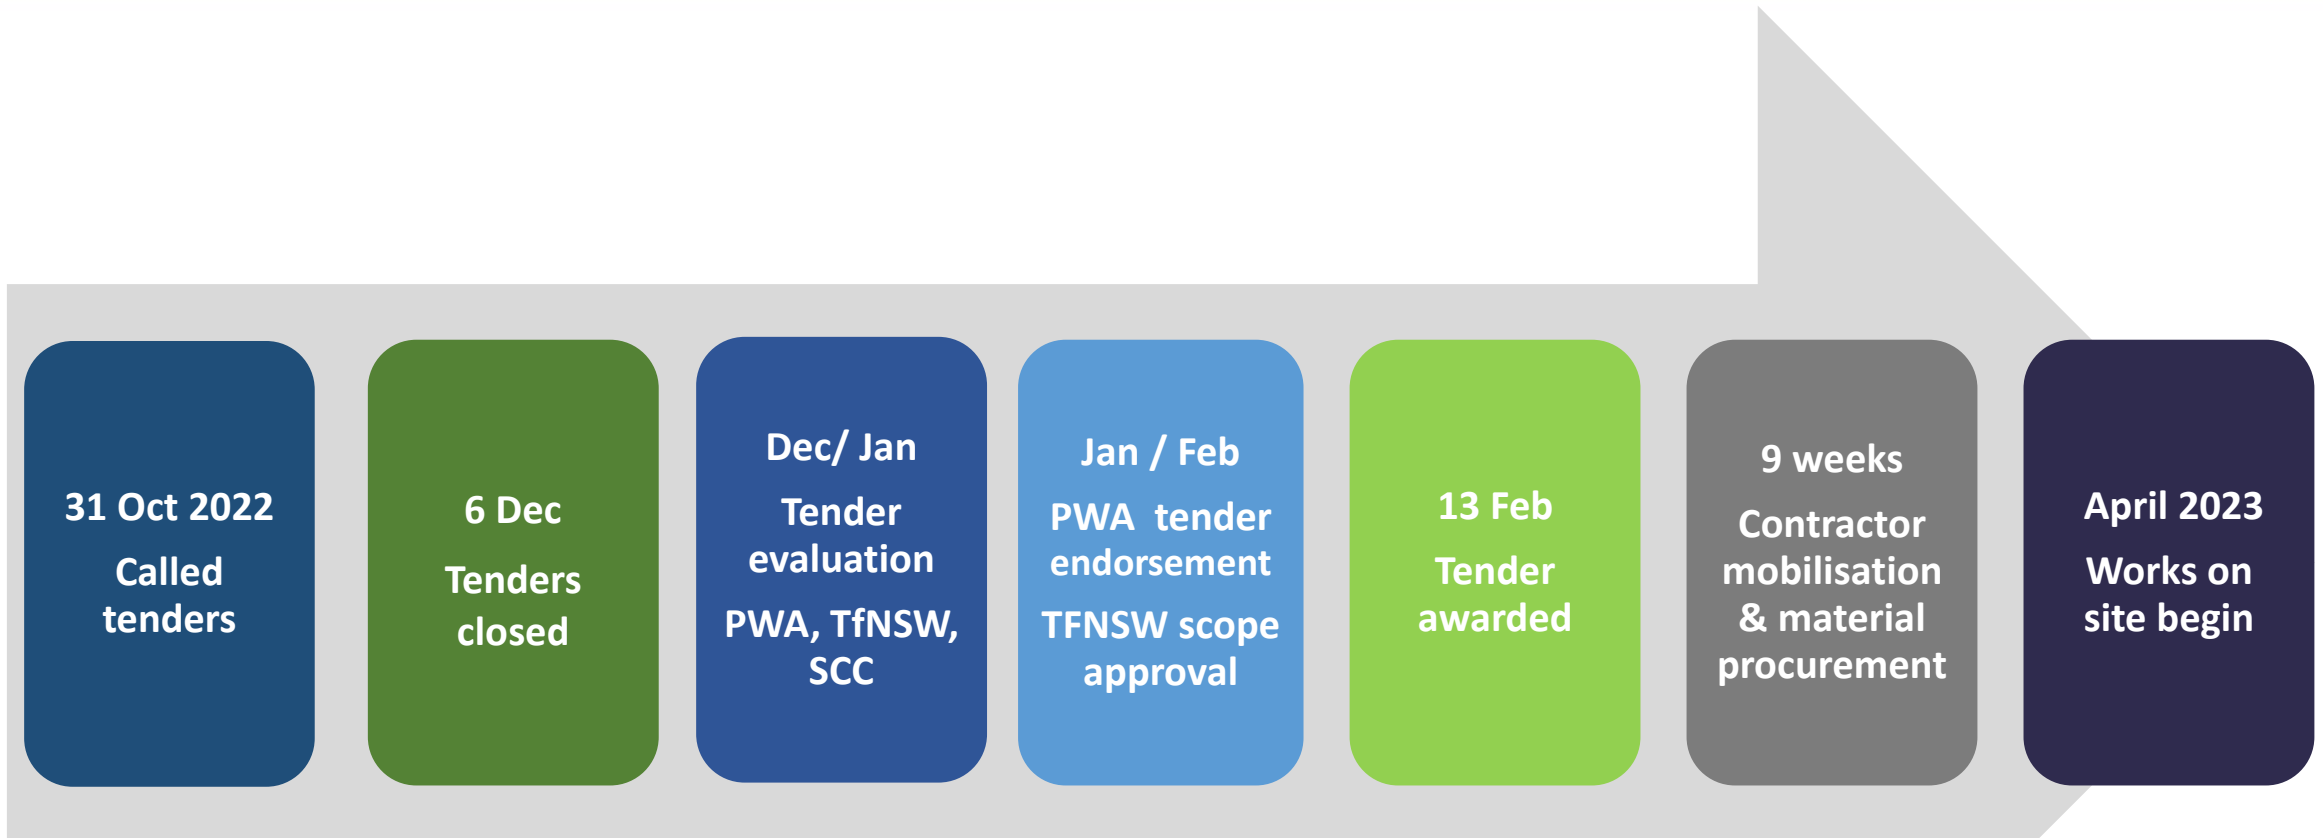 31 Oct 2022
Called
tenders
6 Dec
Tenders
closed
Dec/ Jan
Tender
evaluation
PWA, TfNSW,
SCC
Jan / Feb
PWA  tender
endorsement
TFNSW scope
approval
13 Feb
Tender
awarded
9 weeks
Contractor
mobilisation
& material
procurement
April 2023
Works on
site begin